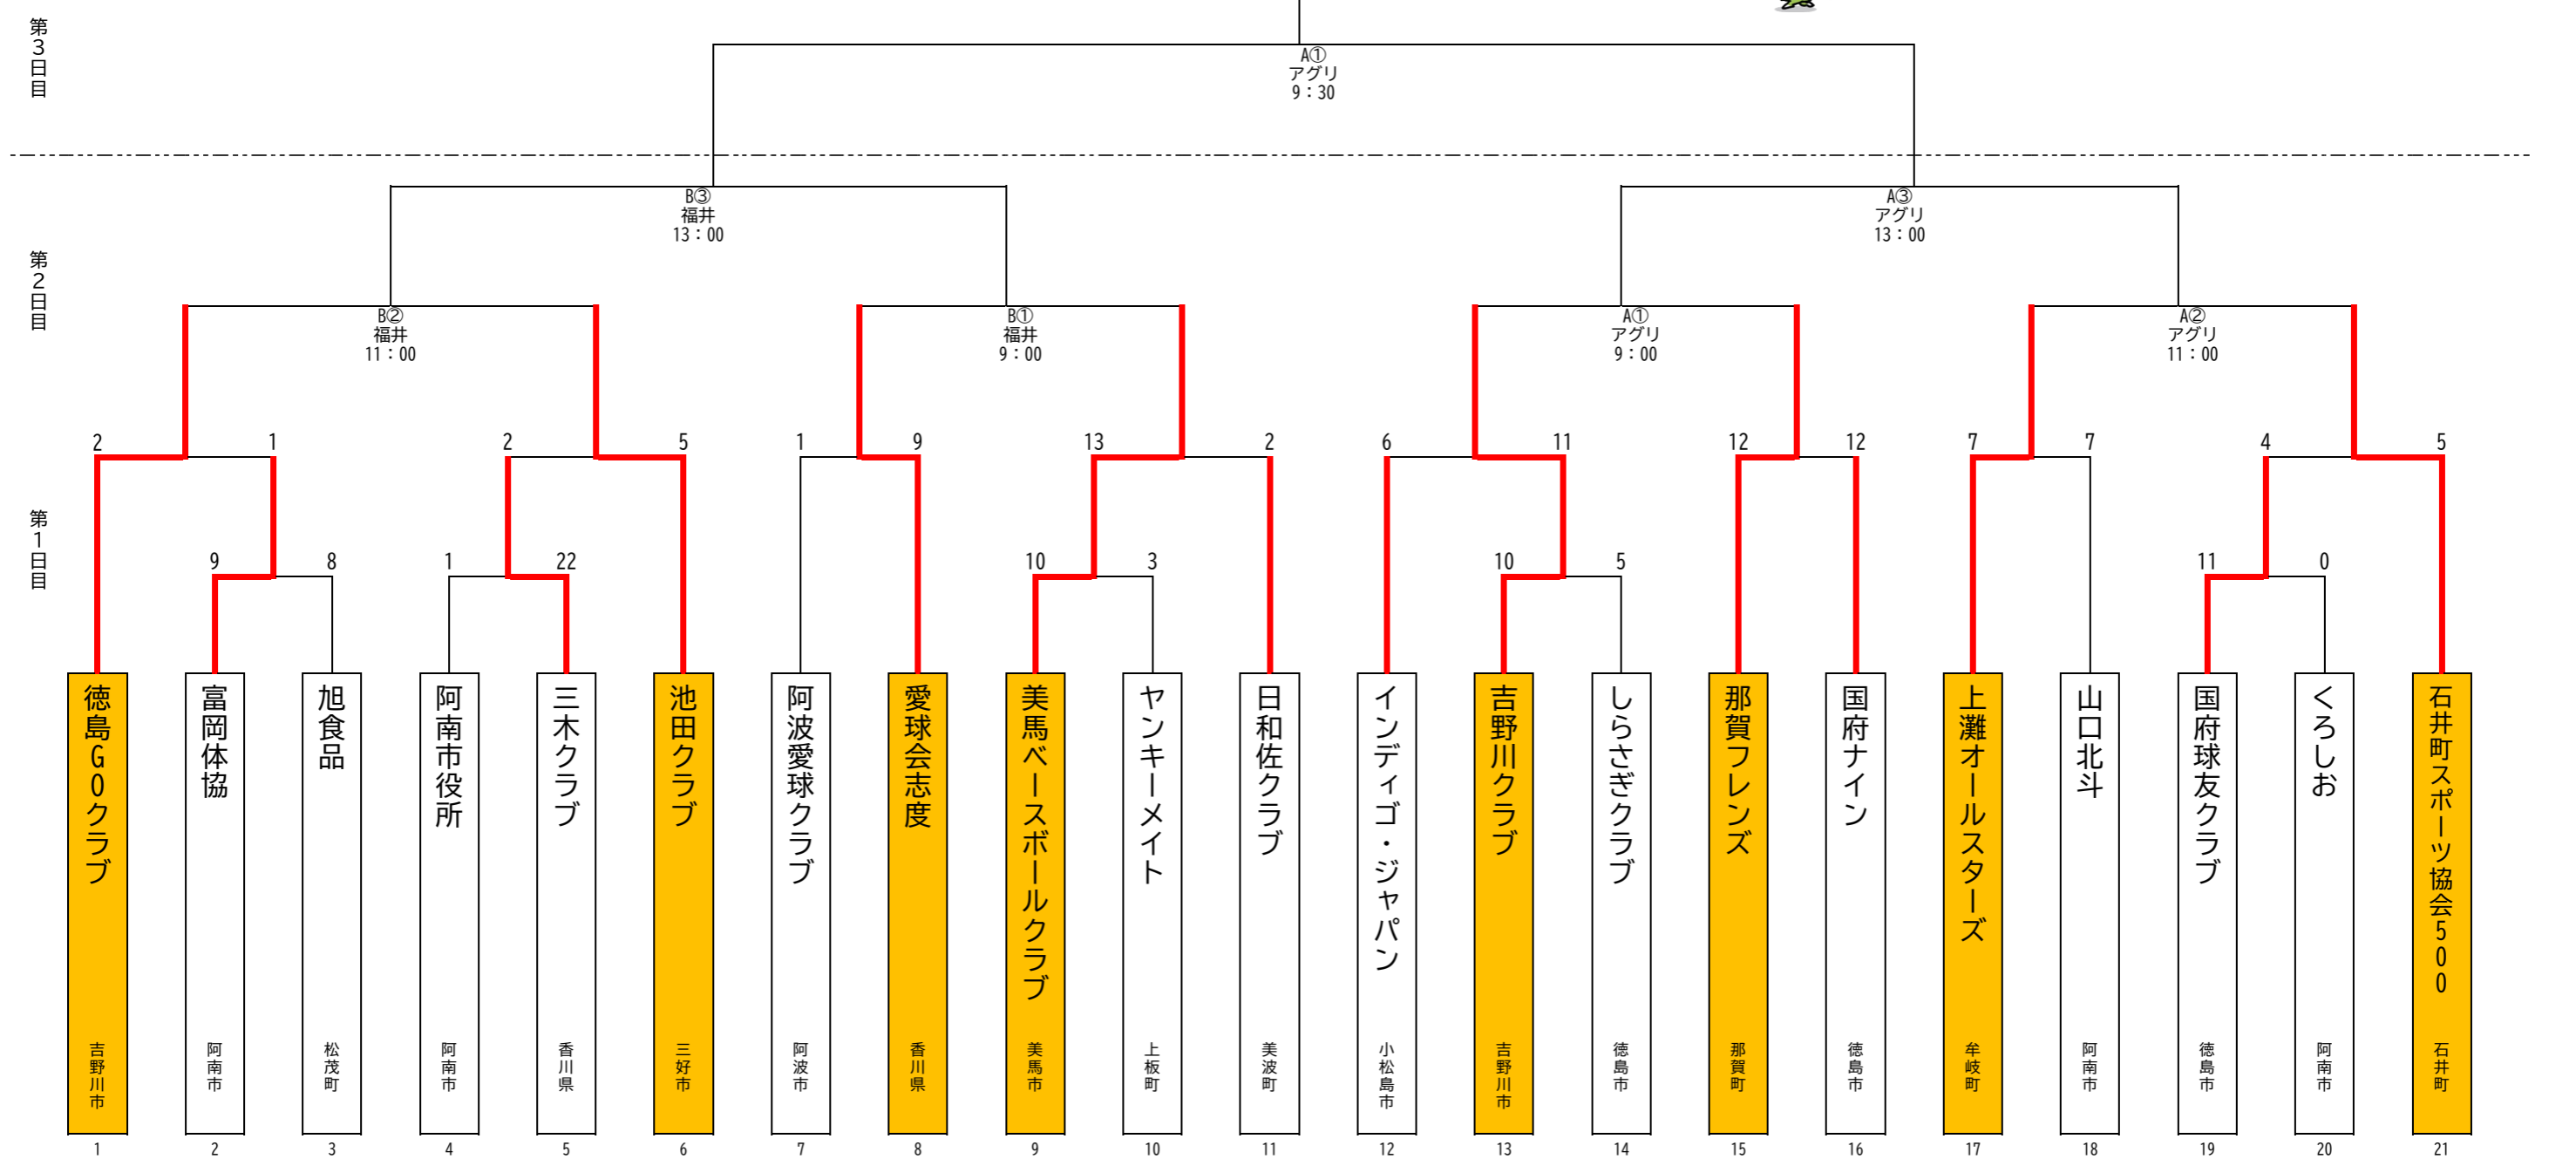 第3日目
A①
アグリ
9：30
第2日目
B③
福井
13：00
A③
アグリ
13：00
B②
福井
11：00
B①
福井
9：00
A①
アグリ
9：00
A②
アグリ
11：00
第1日目
2 1 2 5 1 9 13 2 6 11 12 12 7 7 4 5
9 8 1 22 10 3 10 5 11 0
徳島GOクラブ
吉野川市
1
富岡体協
阿南市
2
旭食品
松茂町
3
阿南市役所
阿南市
4
三木クラブ
香川県
5
池田クラブ
三好市
6
阿波愛球クラブ
阿波市
7
愛球会志度
香川県
8
美馬ベースボールクラブ
美馬市
9
ヤンキーメイト
上板町
10
日和佐クラブ
美波町
11
インディゴ・ジャパン
小松島市
12
吉野川クラブ
吉野川市
13
しらさぎクラブ
徳島市
14
那賀フレンズ
那賀町
15
国府ナイン
徳島市
16
上灘オールスターズ
牟岐町
17
山口北斗
阿南市
18
国府球友クラブ
徳島市
19
くろしお
阿南市
20
石井町スポーツ協会500
石井町
21